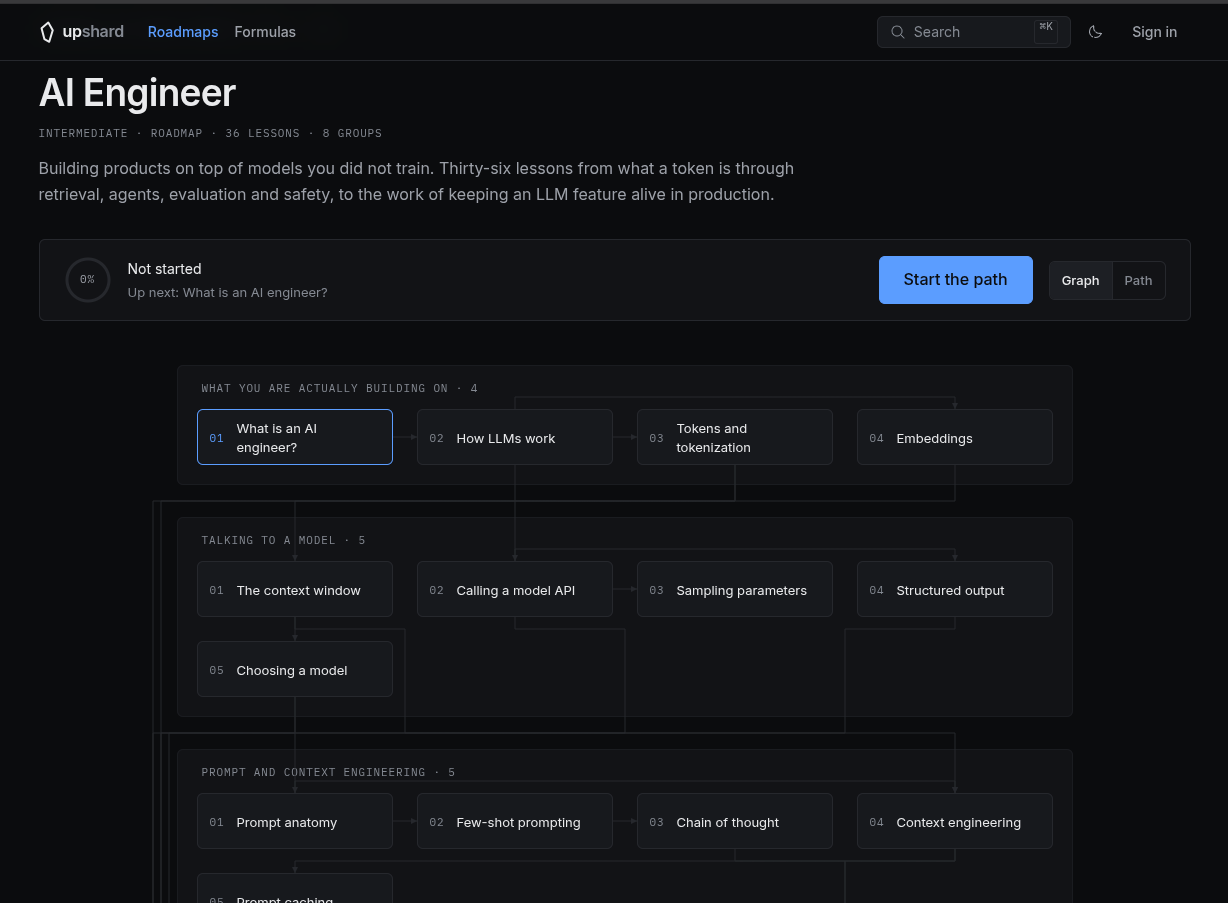 upshard Roadmaps Formulas Search ⌘K Sign in
AI Engineer
INTERMEDIATE · ROADMAP · 36 LESSONS · 8 GROUPS
Building products on top of models you did not train. Thirty-six lessons from what a token is through
retrieval, agents, evaluation and safety, to the work of keeping an LLM feature alive in production.
0%
Not started
Up next: What is an AI engineer?
Start the path
Graph Path
WHAT YOU ARE ACTUALLY BUILDING ON · 4
01 What is an AI
engineer?
02 How LLMs work
03 Tokens and
tokenization
04 Embeddings
TALKING TO A MODEL · 5
01 The context window
02 Calling a model API
03 Sampling parameters
04 Structured output
05 Choosing a model
PROMPT AND CONTEXT ENGINEERING · 5
01 Prompt anatomy
02 Few-shot prompting
03 Chain of thought
04 Context engineering
05 Prompt caching